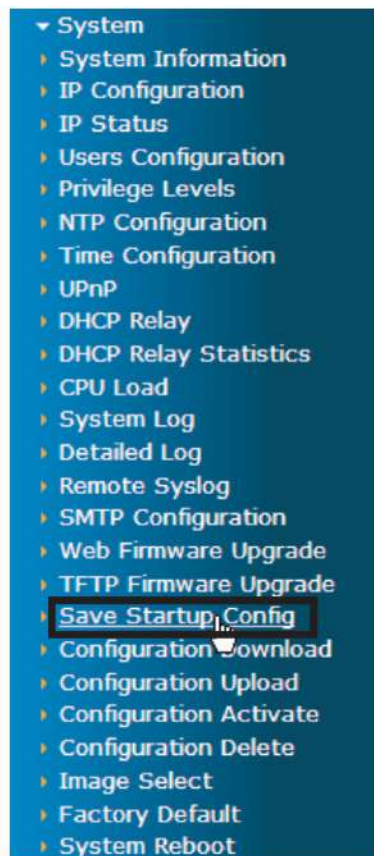 System
System Information
IP Configuration
IP Status
Users Configuration
Privilege Levels
NTP Configuration
Time Configuration
UPnP
DHCP Relay
DHCP Relay Statistics
CPU Load
System Log
Detailed Log
Remote Syslog
SMTP Configuration
Web Firmware Upgrade
TFTP Firmware Upgrade
Save Startup Config
Configuration Download
Configuration Upload
Configuration Activate
Configuration Delete
Image Select
Factory Default
System Reboot